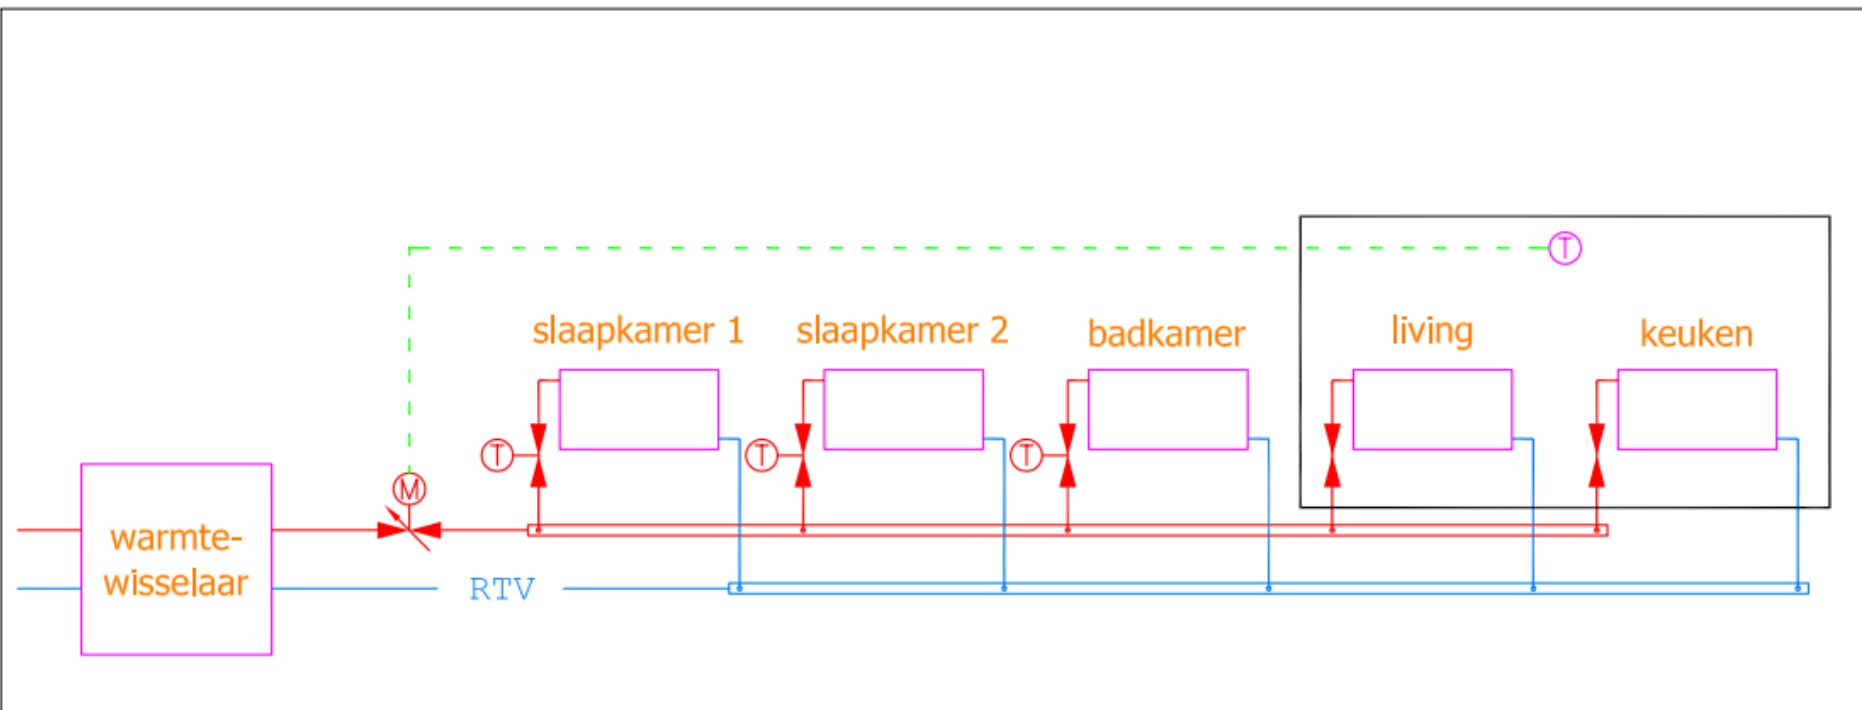 T
slaapkamer 1
slaapkamer 2
badkamer
living
keuken
T
T
T
M
warmte-
wisselaar
RTV